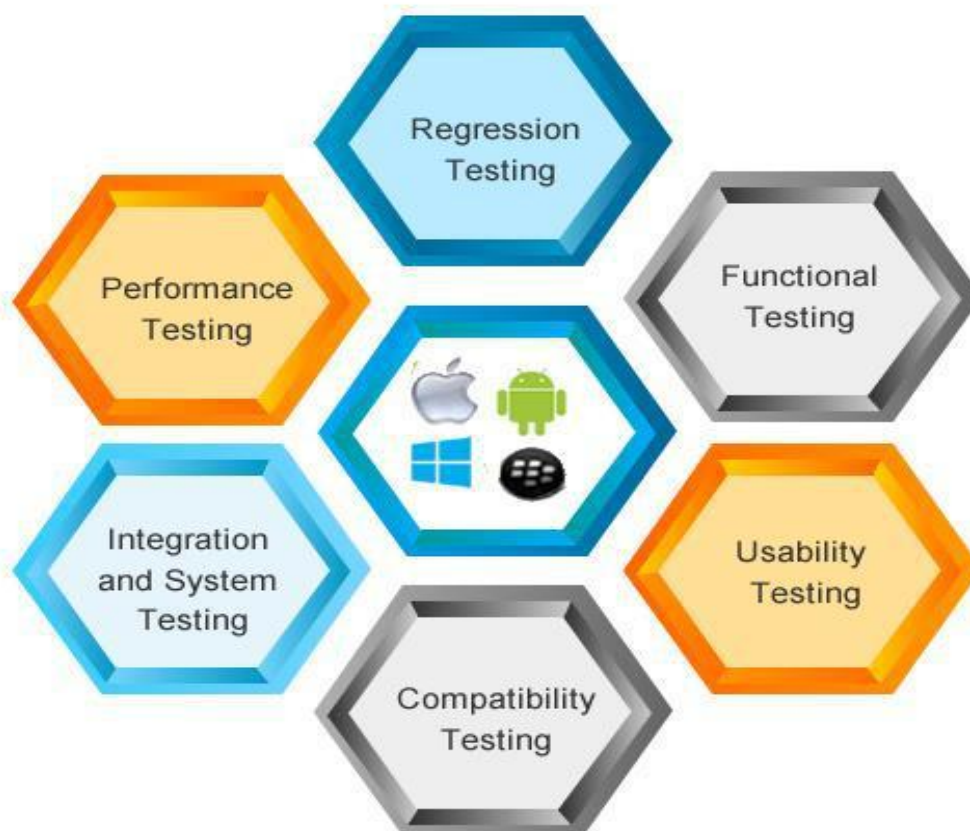 Regression
Testing
Performance
Testing
Functional
Testing
Integration
and System
Testing
Usability
Testing
Compatibility
Testing